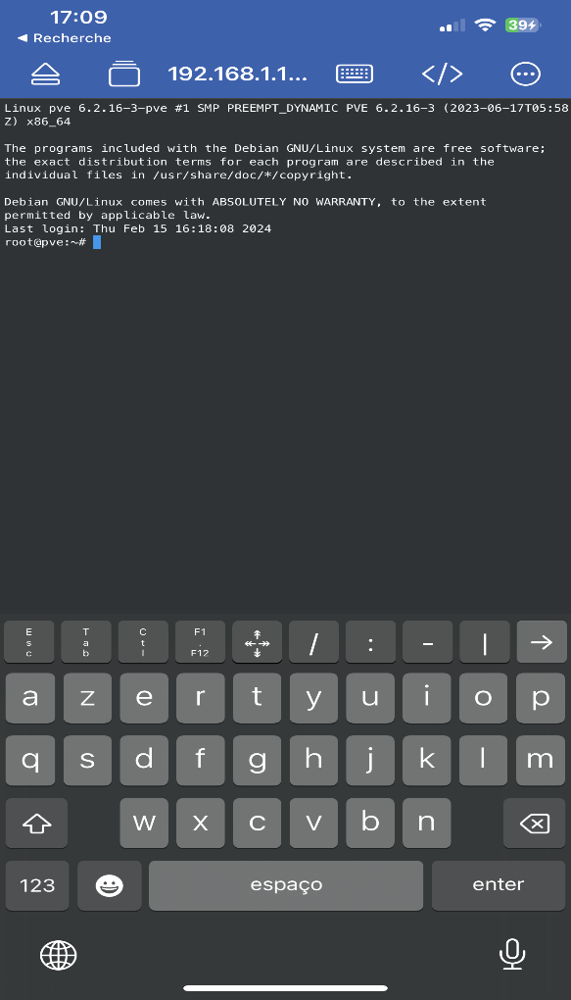 17:09
39
◀ Recherche
192.168.1.1... </>
Linux pve 6.2.16-3-pve #1 SMP PREEMPT_DYNAMIC PVE 6.2.16-3 (2023-06-17T05:58
Z) x86_64
The programs included with the Debian GNU/Linux system are free software;
the exact distribution terms for each program are described in the
individual files in /usr/share/doc/*/copyright.
Debian GNU/Linux comes with ABSOLUTELY NO WARRANTY, to the extent
permitted by applicable law.
Last login: Thu Feb 15 16:18:08 2024
root@pve:~#
Esc Tab Ctl F1 . F12 / : - | →
a z e r t y u i o p
q s d f g h j k l m
w x c v b n
123 espaço enter